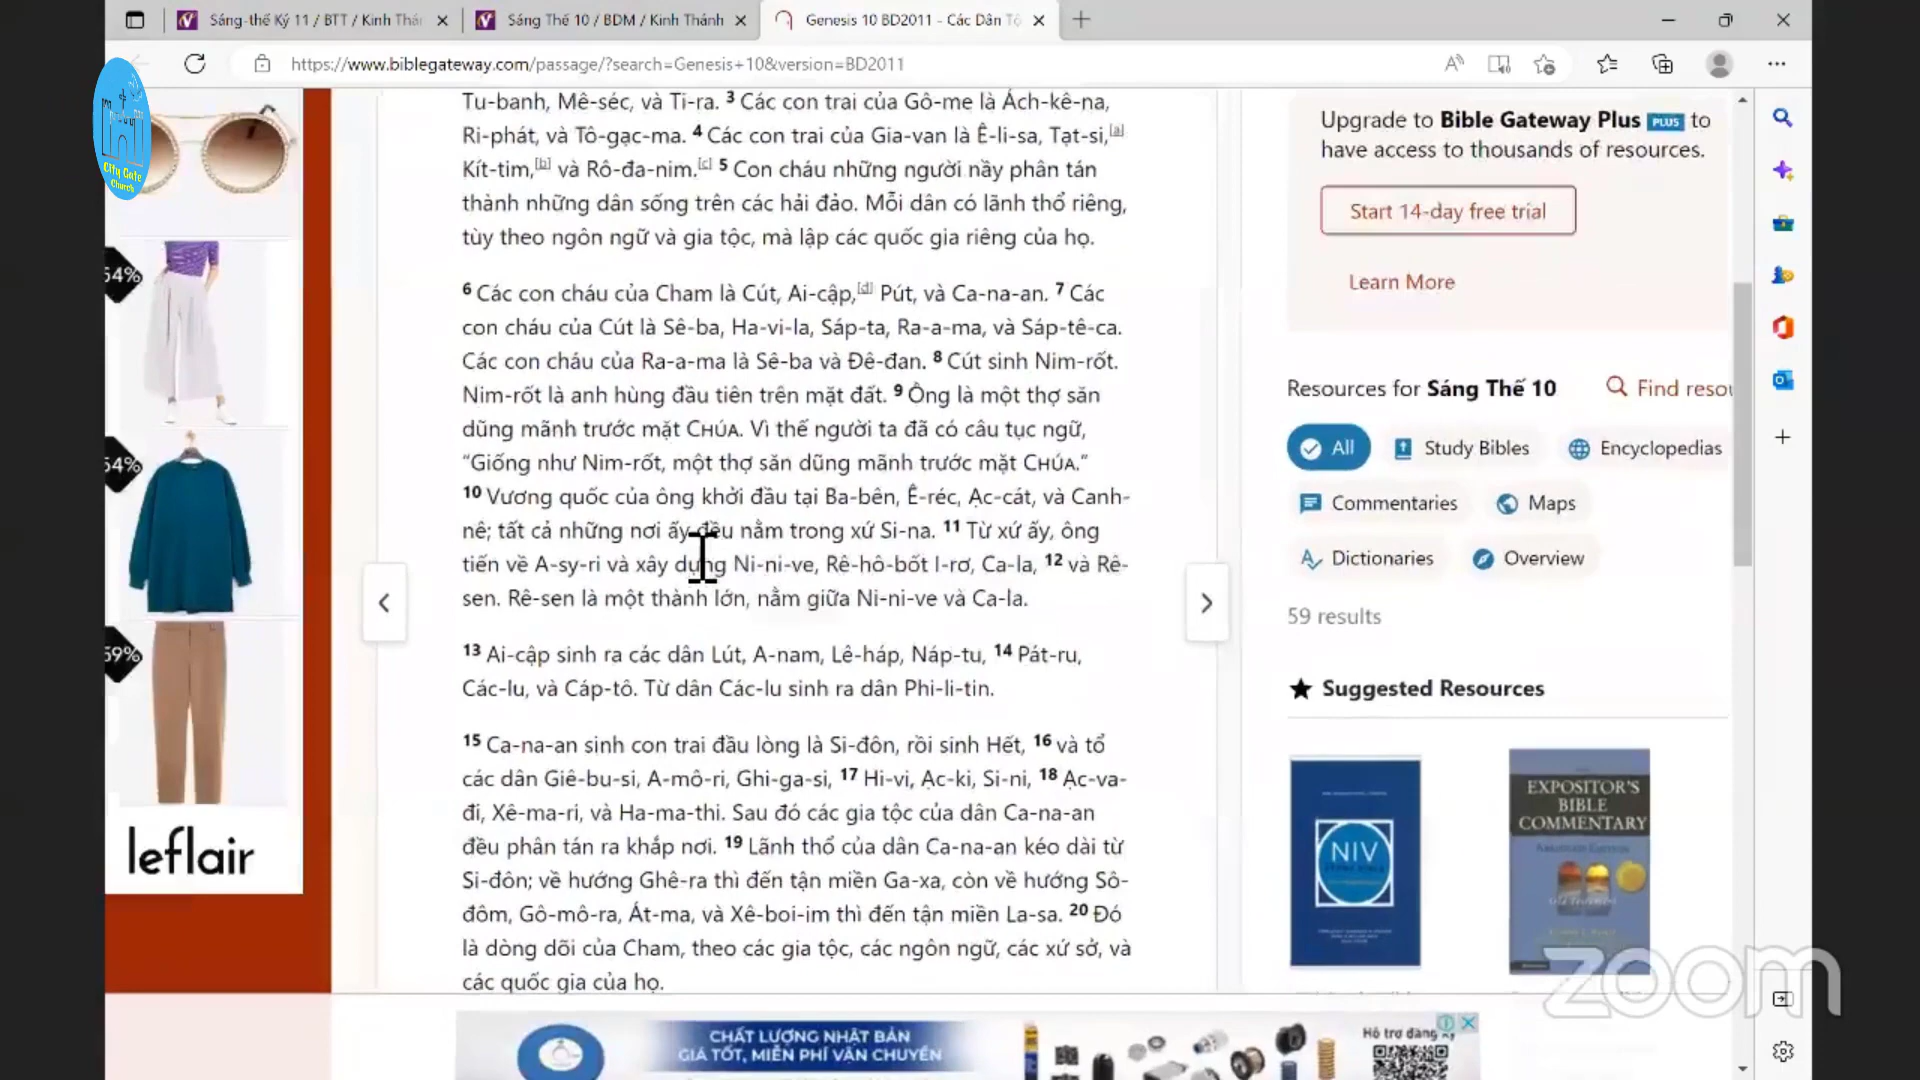 Sáng-thế Ký 11 / BTT / Kinh Thá
Sáng Thế 10 / BDM / Kinh Thánh
Genesis 10 BD2011 - Các Dân Tộ
https://www.biblegateway.com/passage/?search=Genesis+10&version=BD2011
City Gate
Church
54%
54%
59%
leflair
Tu-banh, Mê-séc, và Ti-ra. 3 Các con trai của Gô-me là Ách-kê-na,
Ri-phát, và Tô-gạc-ma. 4 Các con trai của Gia-van là Ê-li-sa, Tạt-si,[a]
Kít-tim,[b] và Rô-đa-nim.[c] 5 Con cháu những người nầy phân tán
thành những dân sống trên các hải đảo. Mỗi dân có lãnh thổ riêng,
tùy theo ngôn ngữ và gia tộc, mà lập các quốc gia riêng của họ.
6 Các con cháu của Cham là Cút, Ai-cập,[d] Pút, và Ca-na-an. 7 Các
con cháu của Cút là Sê-ba, Ha-vi-la, Sáp-ta, Ra-a-ma, và Sáp-tê-ca.
Các con cháu của Ra-a-ma là Sê-ba và Đê-đan. 8 Cút sinh Nim-rốt.
Nim-rốt là anh hùng đầu tiên trên mặt đất. 9 Ông là một thợ săn
dũng mãnh trước mặt CHÚA. Vì thế người ta đã có câu tục ngữ,
“Giống như Nim-rốt, một thợ săn dũng mãnh trước mặt CHÚA.”
10 Vương quốc của ông khởi đầu tại Ba-bên, Ê-réc, Ạc-cát, và Canh-
nê; tất cả những nơi ấy đều nằm trong xứ Si-na. 11 Từ xứ ấy, ông
tiến về A-sy-ri và xây dựng Ni-ni-ve, Rê-hô-bốt I-rơ, Ca-la, 12 và Rê-
sen. Rê-sen là một thành lớn, nằm giữa Ni-ni-ve và Ca-la.
13 Ai-cập sinh ra các dân Lút, A-nam, Lê-háp, Náp-tu, 14 Pát-ru,
Các-lu, và Cáp-tô. Từ dân Các-lu sinh ra dân Phi-li-tin.
15 Ca-na-an sinh con trai đầu lòng là Si-đôn, rồi sinh Hết, 16 và tổ
các dân Giê-bu-si, A-mô-ri, Ghi-ga-si, 17 Hi-vi, Ạc-ki, Si-ni, 18 Ạc-va-
đi, Xê-ma-ri, và Ha-ma-thi. Sau đó các gia tộc của dân Ca-na-an
đều phân tán ra khắp nơi. 19 Lãnh thổ của dân Ca-na-an kéo dài từ
Si-đôn; về hướng Ghê-ra thì đến tận miền Ga-xa, còn về hướng Sô-
đôm, Gô-mô-ra, Át-ma, và Xê-boi-im thì đến tận miền La-sa. 20 Đó
là dòng dõi của Cham, theo các gia tộc, các ngôn ngữ, các xứ sở, và
các quốc gia của họ.
Upgrade to Bible Gateway Plus PLUS to
have access to thousands of resources.
Start 14-day free trial
Learn More
Resources for Sáng Thế 10 Find resou
All Study Bibles Encyclopedias
Commentaries Maps
Dictionaries Overview
59 results
Suggested Resources
NIV
EXPOSITOR'S
BIBLE
COMMENTARY
zoom
CHẤT LƯỢNG NHẬT BẢN
GIÁ TỐT, MIỄN PHÍ VẬN CHUYỂN
Hỗ trợ đăng ký